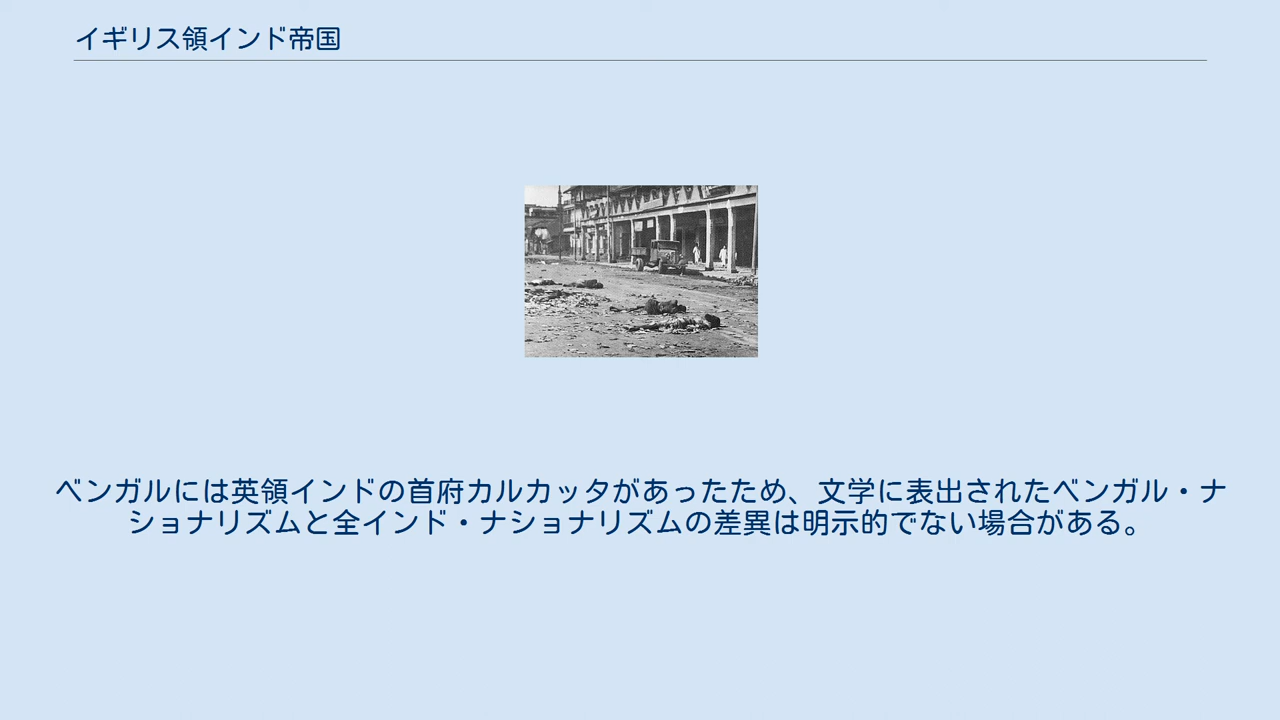 イギリス領インド帝国
ベンガルには英領インドの首府カルカッタがあったため、文学に表出されたベンガル・ナ
ショナリズムと全インド・ナショナリズムの差異は明示的でない場合がある。